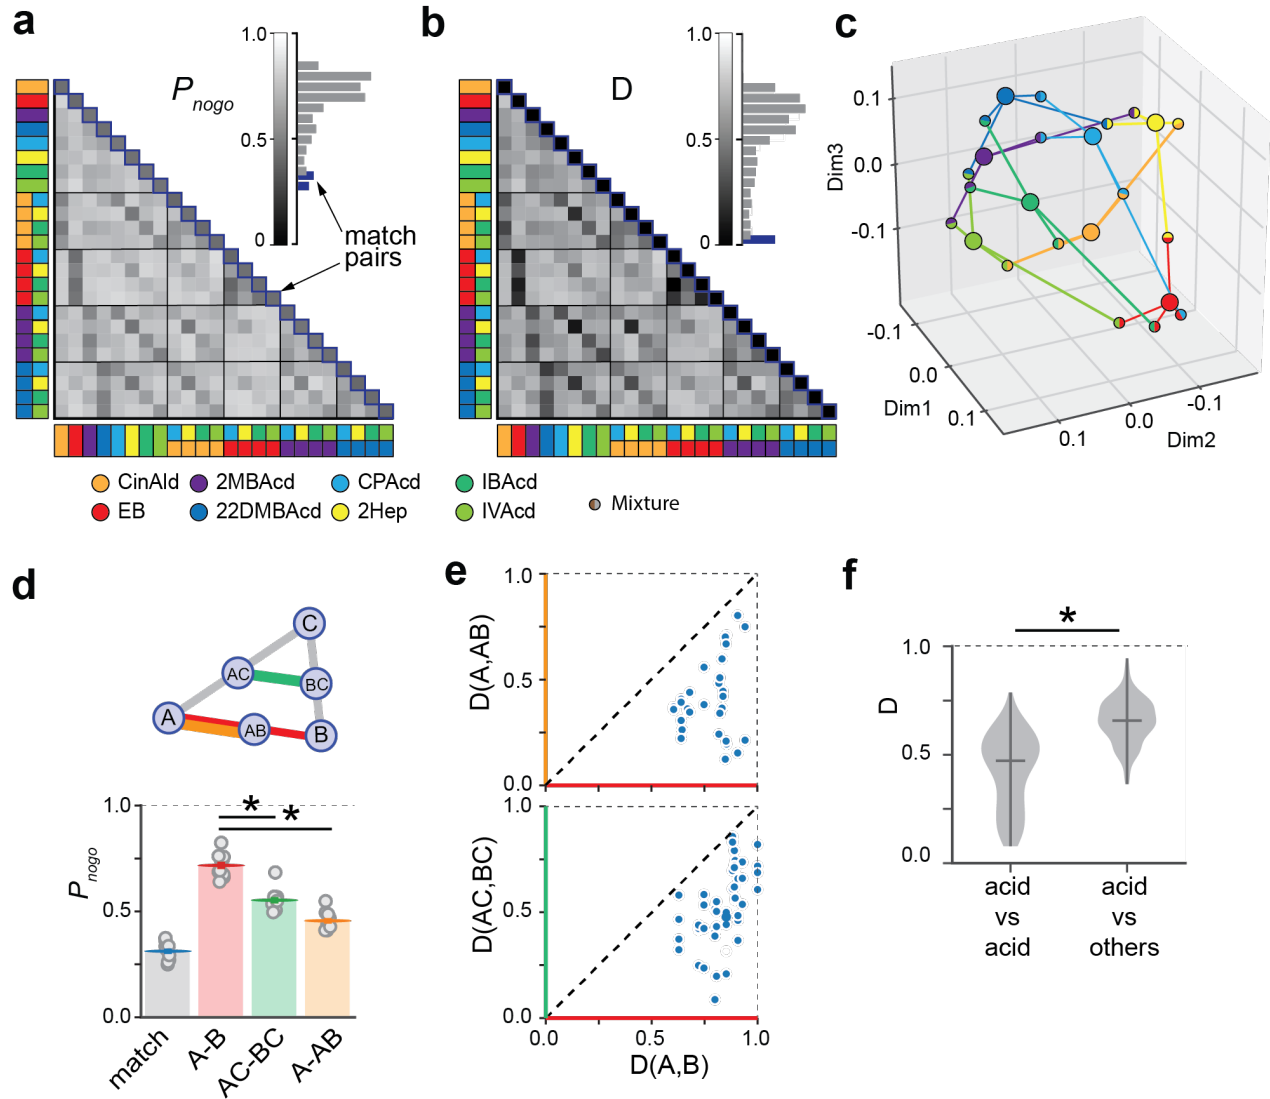 a
1.0
P nogo
0.5
0
match
pairs
b
1.0
D
0.5
0
c
0.1
0.0
-0.1
Dim3
-0.1
0.0
0.1
Dim1
0.1
0.0
-0.1
Dim2
CinAld
2MBAcd
CPAcd
IBAcd
EB
22DMBAcd
2Hep
IVAcd
Mixture
d
C
AC
BC
A
AB
B
1.0
* *
P nogo
0.5
0.0
match
A-B
AC-BC
A-AB
e
1.0
D(A,AB)
0.5
0.0
1.0
D(AC,BC)
0.5
0.0
0.0 0.5 1.0
D(A,B)
f
*
1.0
D
0.5
0.0
acid
vs
acid
acid
vs
others